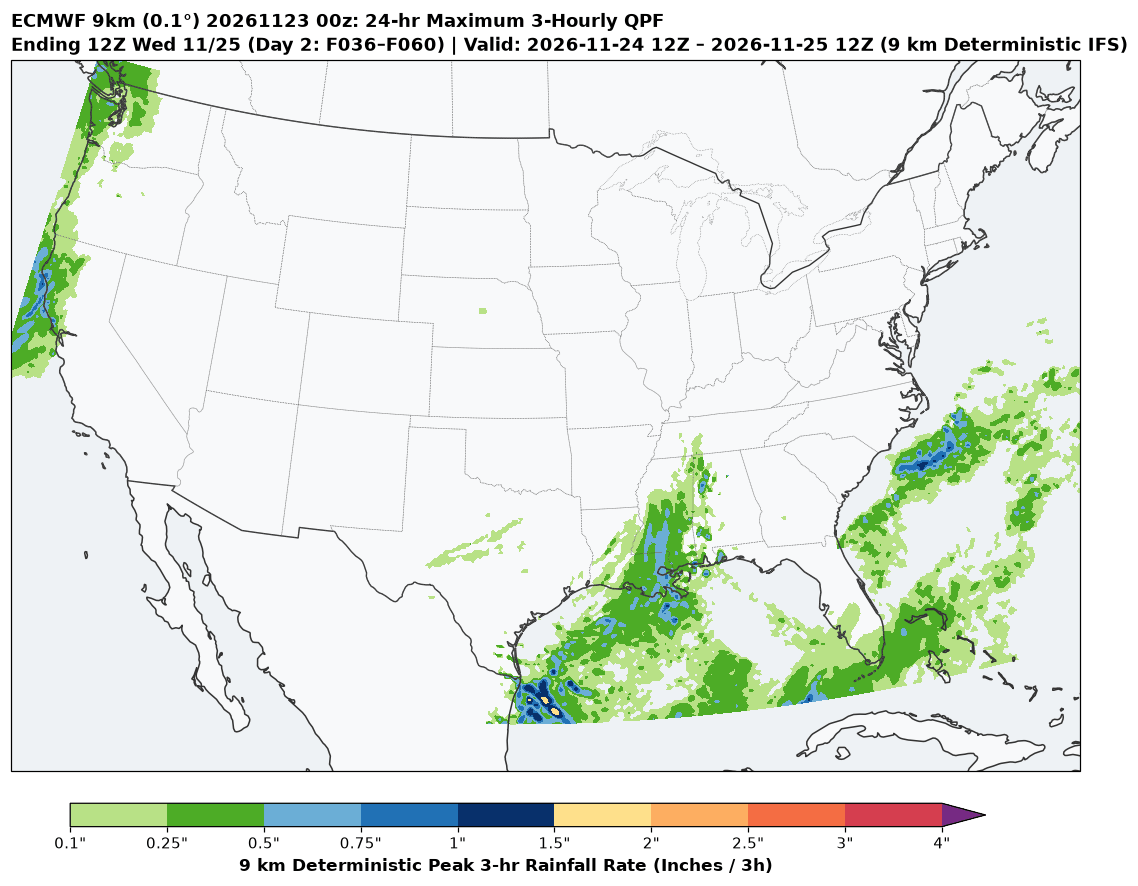 ECMWF 9km (0.1°) 20261123 00z: 24-hr Maximum 3-Hourly QPF
Ending 12Z Wed 11/25 (Day 2: F036–F060) | Valid: 2026-11-24 12Z – 2026-11-25 12Z (9 km Deterministic IFS)
0.1" 0.25" 0.5" 0.75" 1" 1.5" 2" 2.5" 3" 4"
9 km Deterministic Peak 3-hr Rainfall Rate (Inches / 3h)